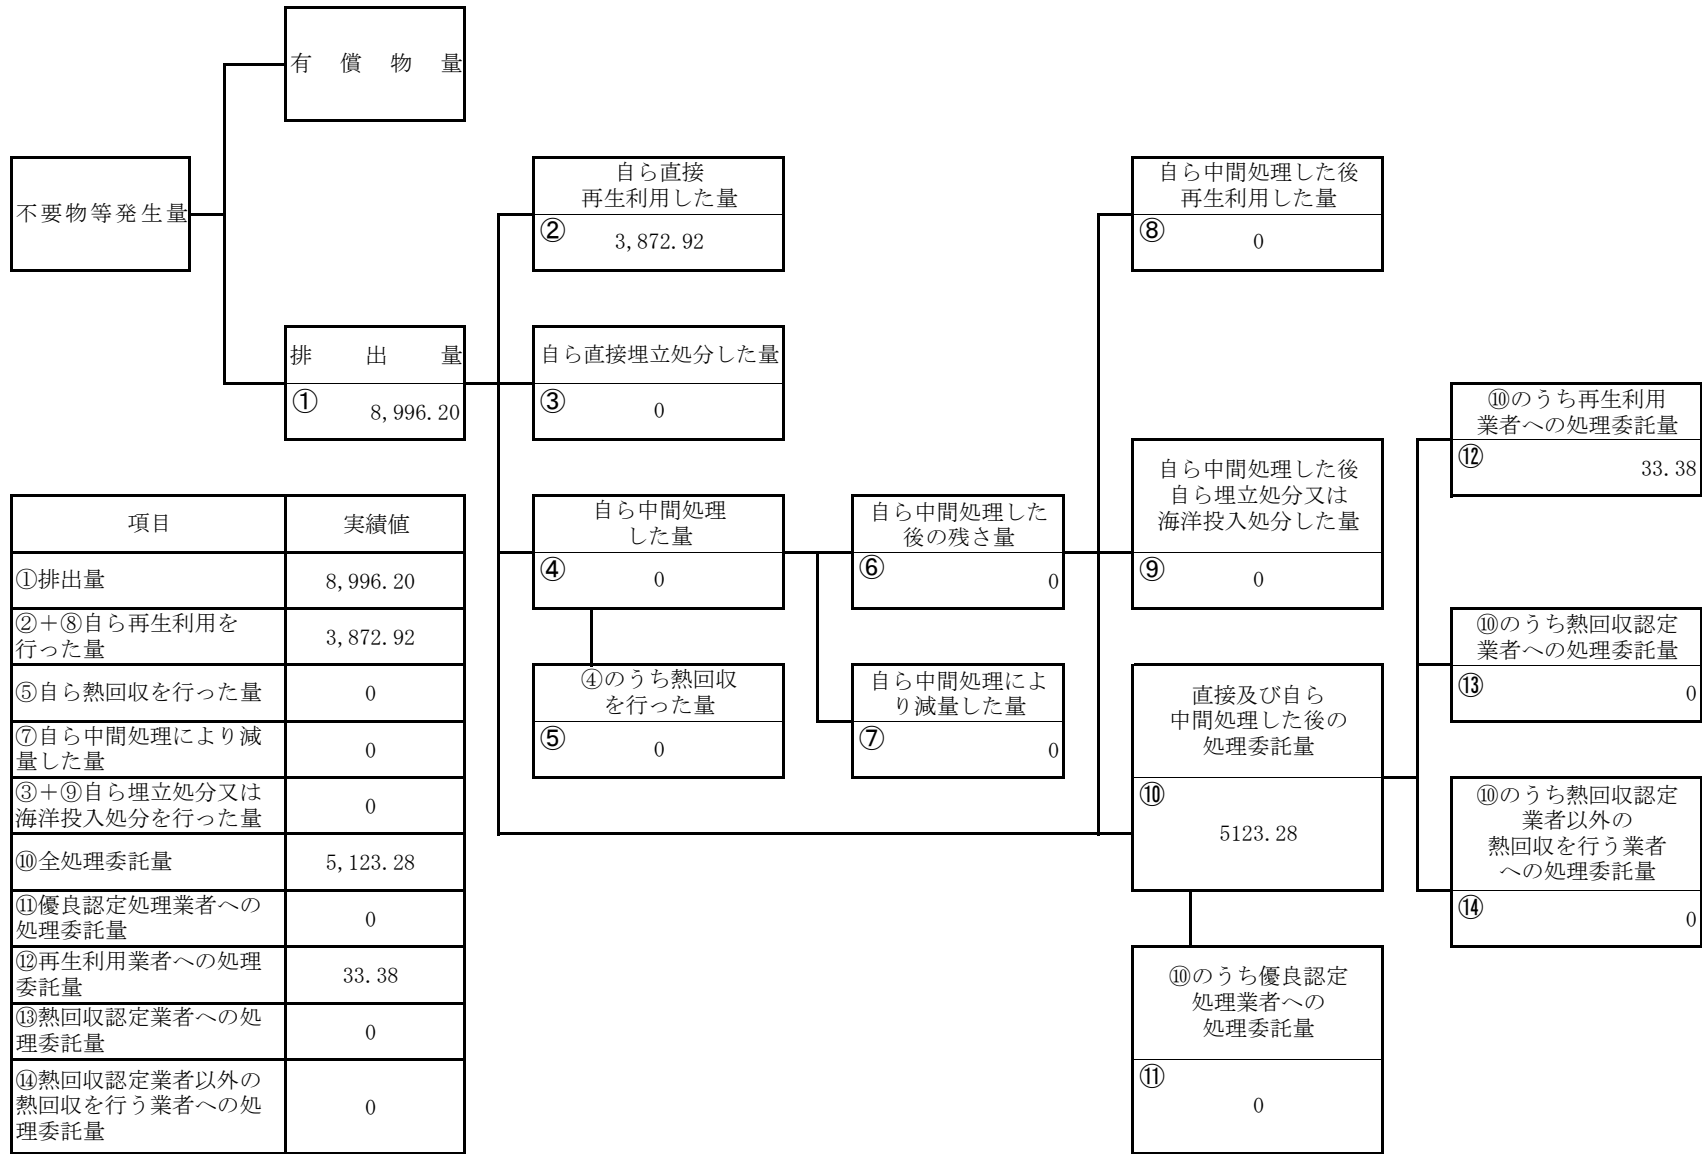 有償物量
不要物等発生量
自ら直接
再生利用した量
② 3,872.92
自ら中間処理した後
再生利用した量
⑧ 0
排出量
① 8,996.20
自ら直接埋立処分した量
③ 0
⑩のうち再生利用
業者への処理委託量
⑫ 33.38
自ら中間処理
した量
④ 0
自ら中間処理した
後の残さ量
⑥ 0
自ら中間処理した後
自ら埋立処分又は
海洋投入処分した量
⑨ 0
④のうち熱回収
を行った量
⑤ 0
自ら中間処理によ
り減量した量
⑦ 0
直接及び自ら
中間処理した後の
処理委託量
⑩
5123.28
⑩のうち熱回収認定
業者への処理委託量
⑬ 0
⑩のうち熱回収認定
業者以外の
熱回収を行う業者
への処理委託量
⑭ 0
⑩のうち優良認定
処理業者への
処理委託量
⑪
0
項目 実績値
①排出量 8,996.20
②＋⑧自ら再生利用を
行った量 3,872.92
⑤自ら熱回収を行った量 0
⑦自ら中間処理により減
量した量 0
③＋⑨自ら埋立処分又は
海洋投入処分を行った量 0
⑩全処理委託量 5,123.28
⑪優良認定処理業者への
処理委託量 0
⑫再生利用業者への処理
委託量 33.38
⑬熱回収認定業者への処
理委託量 0
⑭熱回収認定業者以外の
熱回収を行う業者への処
理委託量 0